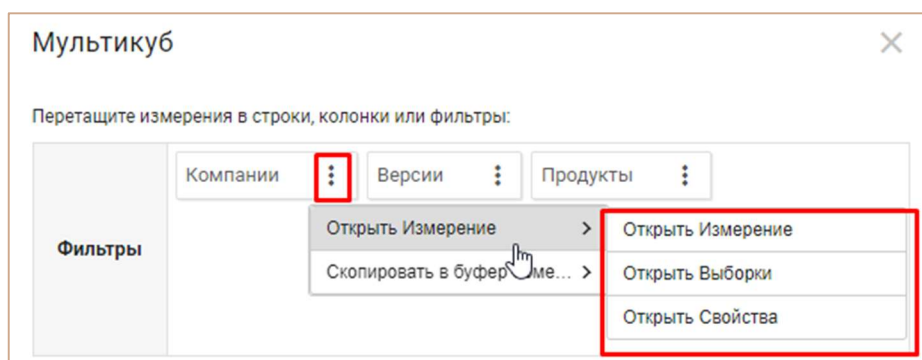 Мультикуб
Перетащите измерения в строки, колонки или фильтры:
Фильтры
Компании
Версии
Продукты
Открыть Измерение
Скопировать в буфер
Открыть Измерение
Открыть Выборки
Открыть Свойства